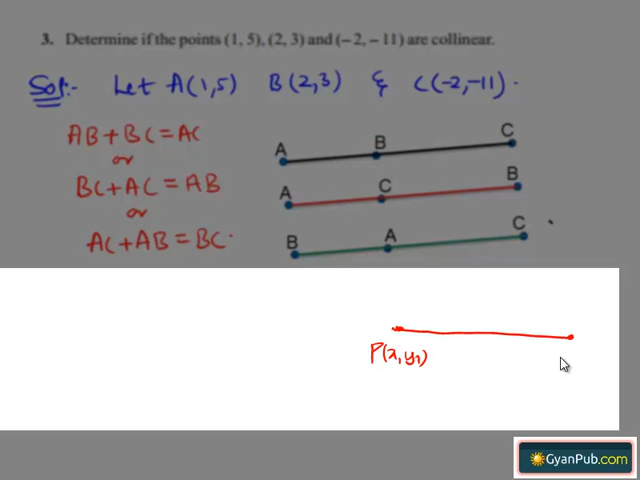 3. Determine if the points (1, 5), (2, 3) and (– 2, – 11) are collinear.
Sol:- Let A(1,5) B(2,3) & C(-2,-11).
AB+BC=AC
or
BC+AC=AB
or
AC+AB=BC.
A B C
A C B
B A C
P(x, y₁)
GyanPub.com